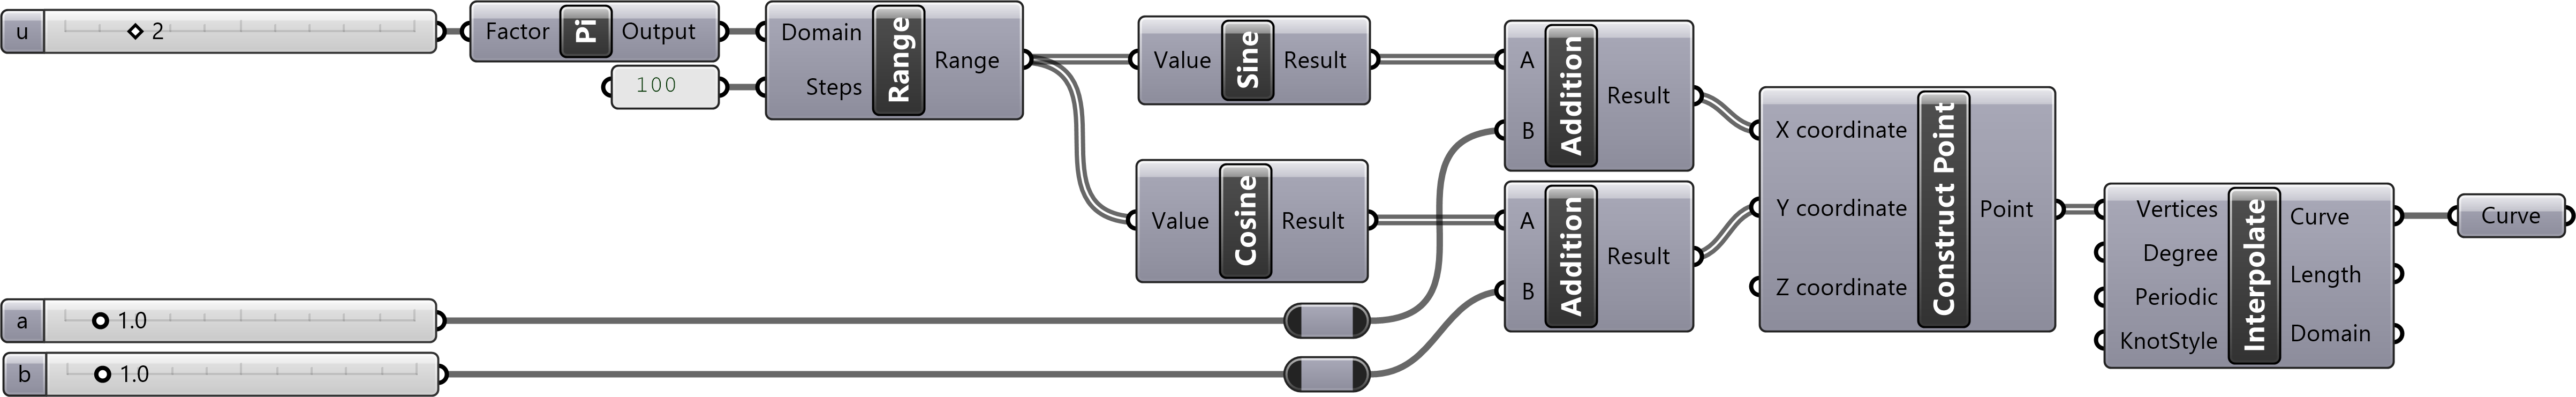 u 2
Factor Pi Output
100
Domain
Steps
Range
Range
Value Sine Result
Value Cosine Result
A
B
Addition
Result
A
B
Addition
Result
a 1.0
b 1.0
X coordinate
Y coordinate
Z coordinate
Construct Point
Point
Vertices
Degree
Periodic
KnotStyle
Interpolate
Curve
Length
Domain
Curve